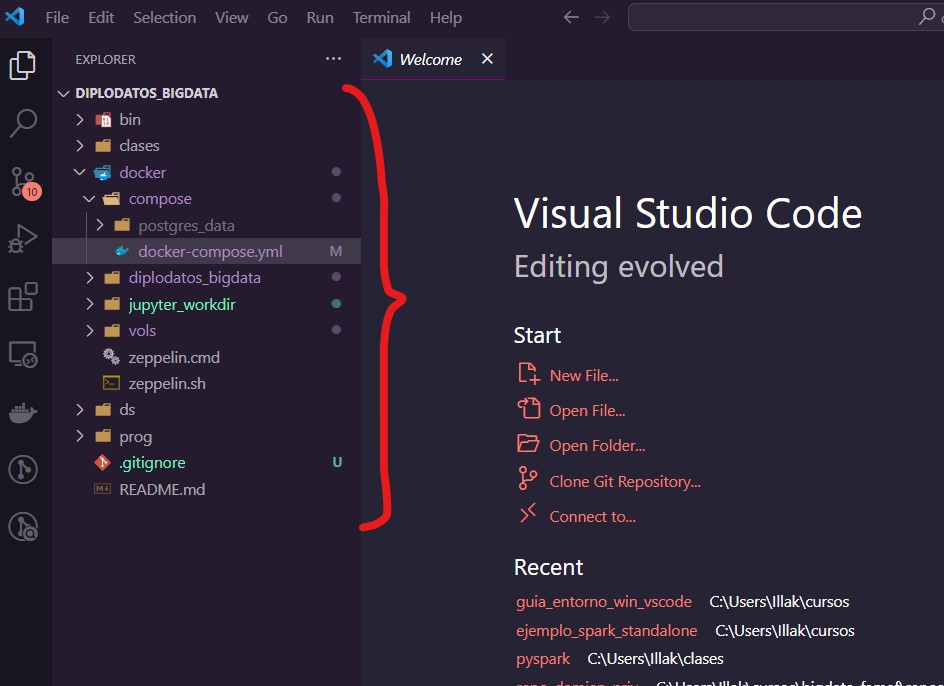 File Edit Selection View Go Run Terminal Help
EXPLORER
Welcome
DIPLODATOS_BIGDATA
bin
clases
docker
compose
postgres_data
docker-compose.yml M
diplodatos_bigdata
jupyter_workdir
vols
zeppelin.cmd
zeppelin.sh
ds
prog
.gitignore U
README.md
10
Visual Studio Code
Editing evolved
Start
New File...
Open File...
Open Folder...
Clone Git Repository...
Connect to...
Recent
guia_entorno_win_vscode C:\Users\Illak\cursos
ejemplo_spark_standalone C:\Users\Illak\cursos
pyspark C:\Users\Illak\clases